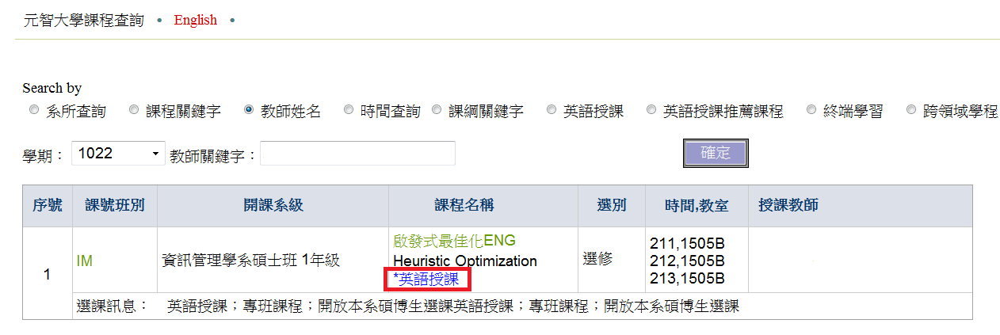 元智大學課程查詢 • English •
Search by
系所查詢 課程關鍵字 教師姓名 時間查詢 課綱關鍵字 英語授課 英語授課推薦課程 終端學習 跨領域學程
學期： 1022 教師關鍵字： 確定
序號 課號班別 開課系級 課程名稱 選別 時間,教室 授課教師
1 IM 資訊管理學系碩士班 1年級 啟發式最佳化ENG 選修 211,1505B
Heuristic Optimization 212,1505B
*英語授課 213,1505B
選課訊息： 英語授課；專班課程；開放本系碩博生選課英語授課；專班課程；開放本系碩博生選課